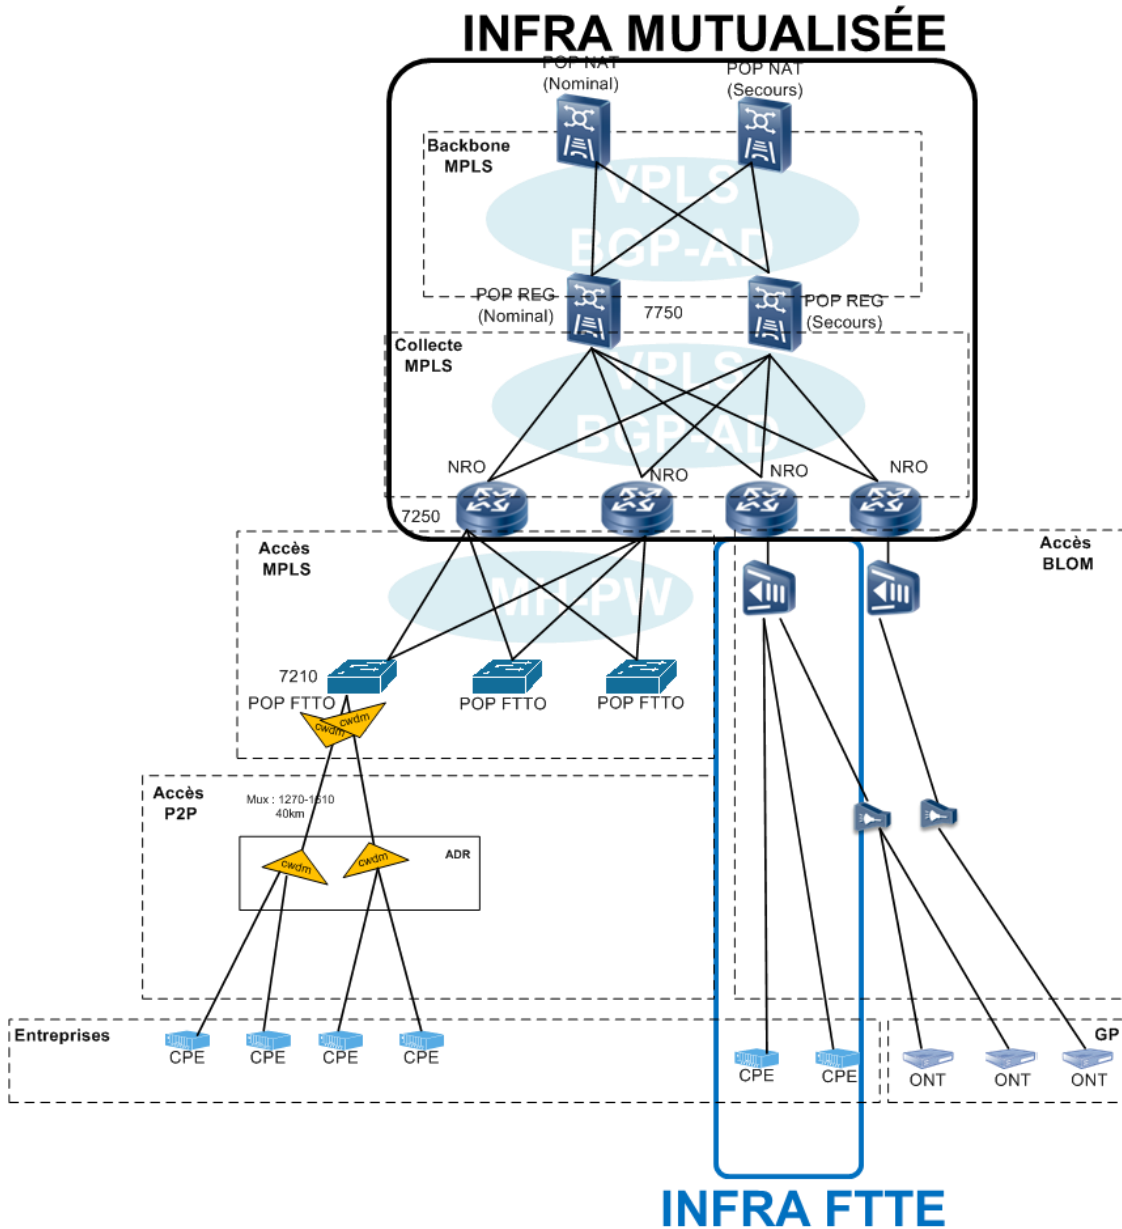 INFRA MUTUALISÉE
POP NAT
(Nominal)
POP NAT
(Secours)
Backbone
MPLS
VPLS
BGP-AD
POP REG
(Nominal)
7750
POP REG
(Secours)
Collecte
MPLS
VPLS
BGP-AD
NRO
NRO
NRO
NRO
7250
Accès
MPLS
MH-PW
Accès
BLOM
7210
POP FTTO
POP FTTO
POP FTTO
cwdm
cwdm
Accès
P2P
Mux : 1270-1610
40km
ADR
cwdm
cwdm
Entreprises
CPE
CPE
CPE
CPE
CPE
CPE
GP
ONT
ONT
ONT
INFRA FTTE